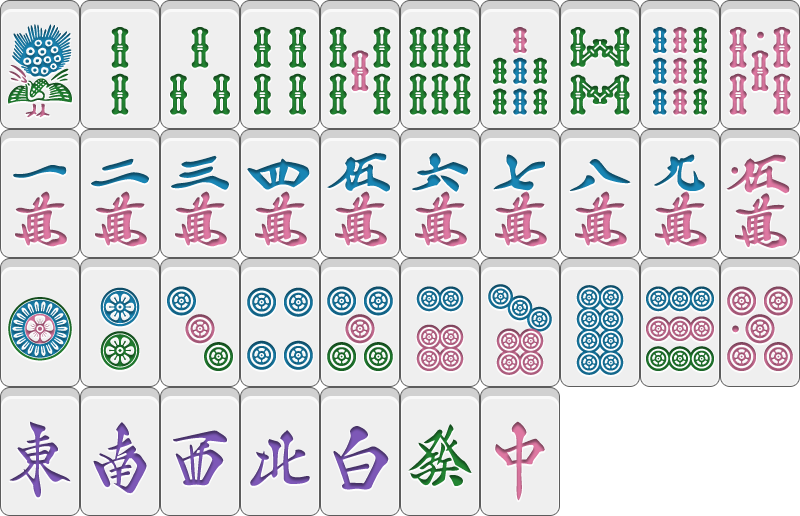 一 二 三 四 伍 六 七 八 九 伍
萬 萬 萬 萬 萬 萬 萬 萬 萬 萬
東 南 西 北 白 發 中